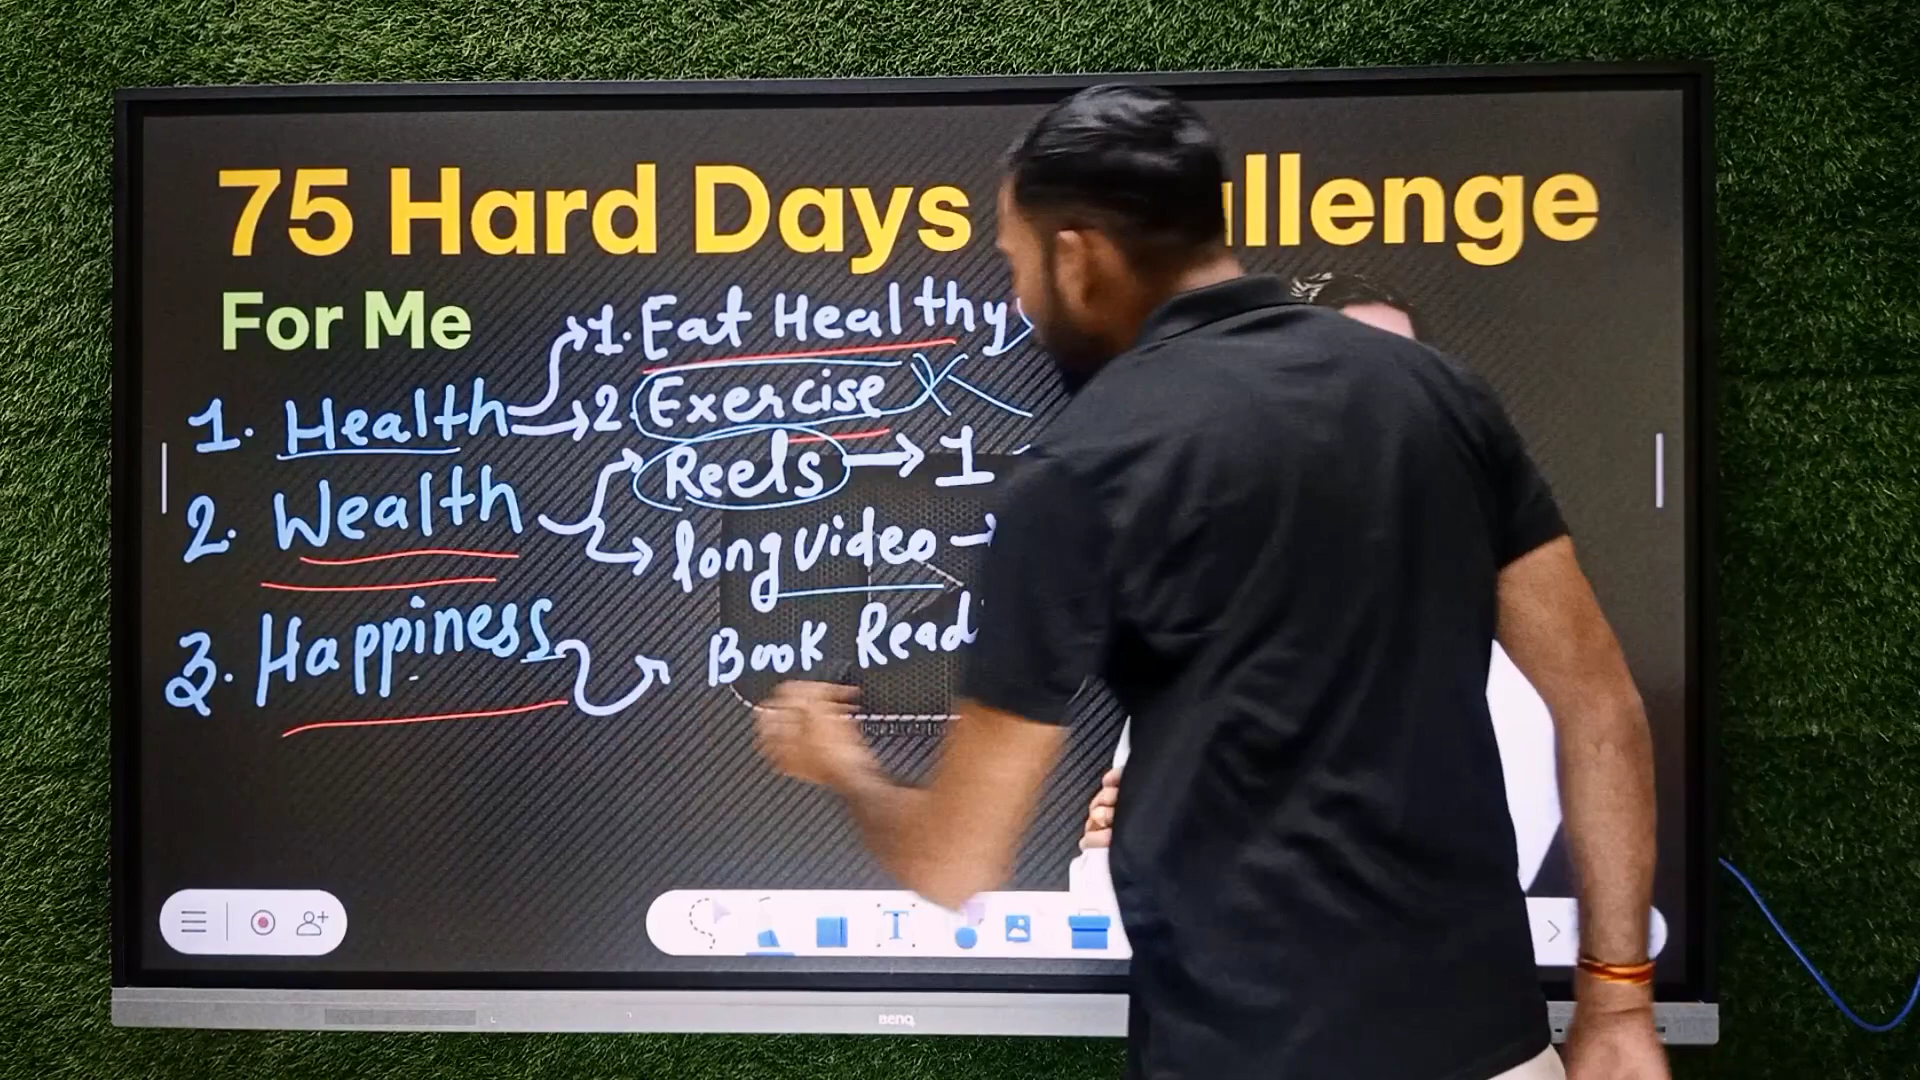 75 Hard Days allenge
For Me
1. Eat Healthy
1. Health
2. Exercise
Reels → 1
2. Wealth
long video →
3. Happiness
Book Read
T
BenQ